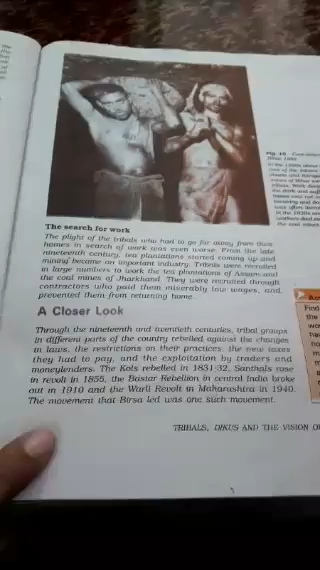 The search for work
The plight of the tribals who had to go far away from their
homes in search of work was even worse. From the late
nineteenth century, tea plantations started coming up and
mining became an important industry. Tribals were recruited
in large numbers to work the tea plantations of Assam and
the coal mines of Jharkhand. They were recruited through
contractors who paid them miserably low wages, and
prevented them from returning home.
A Closer Look
Through the nineteenth and twentieth centuries, tribal groups
in different parts of the country rebelled against the changes
in laws, the restrictions on their practices, the new taxes
they had to pay, and the exploitation by traders and
moneylenders. The Kols rebelled in 1831-32, Santhals rose
in revolt in 1855, the Bastar Rebellion in central India broke
out in 1910 and the Warli Revolt in Maharashtra in 1940.
The movement that Birsa led was one such movement.
TRIBALS, DIKUS AND THE VISION
Fig. 10
Find
the